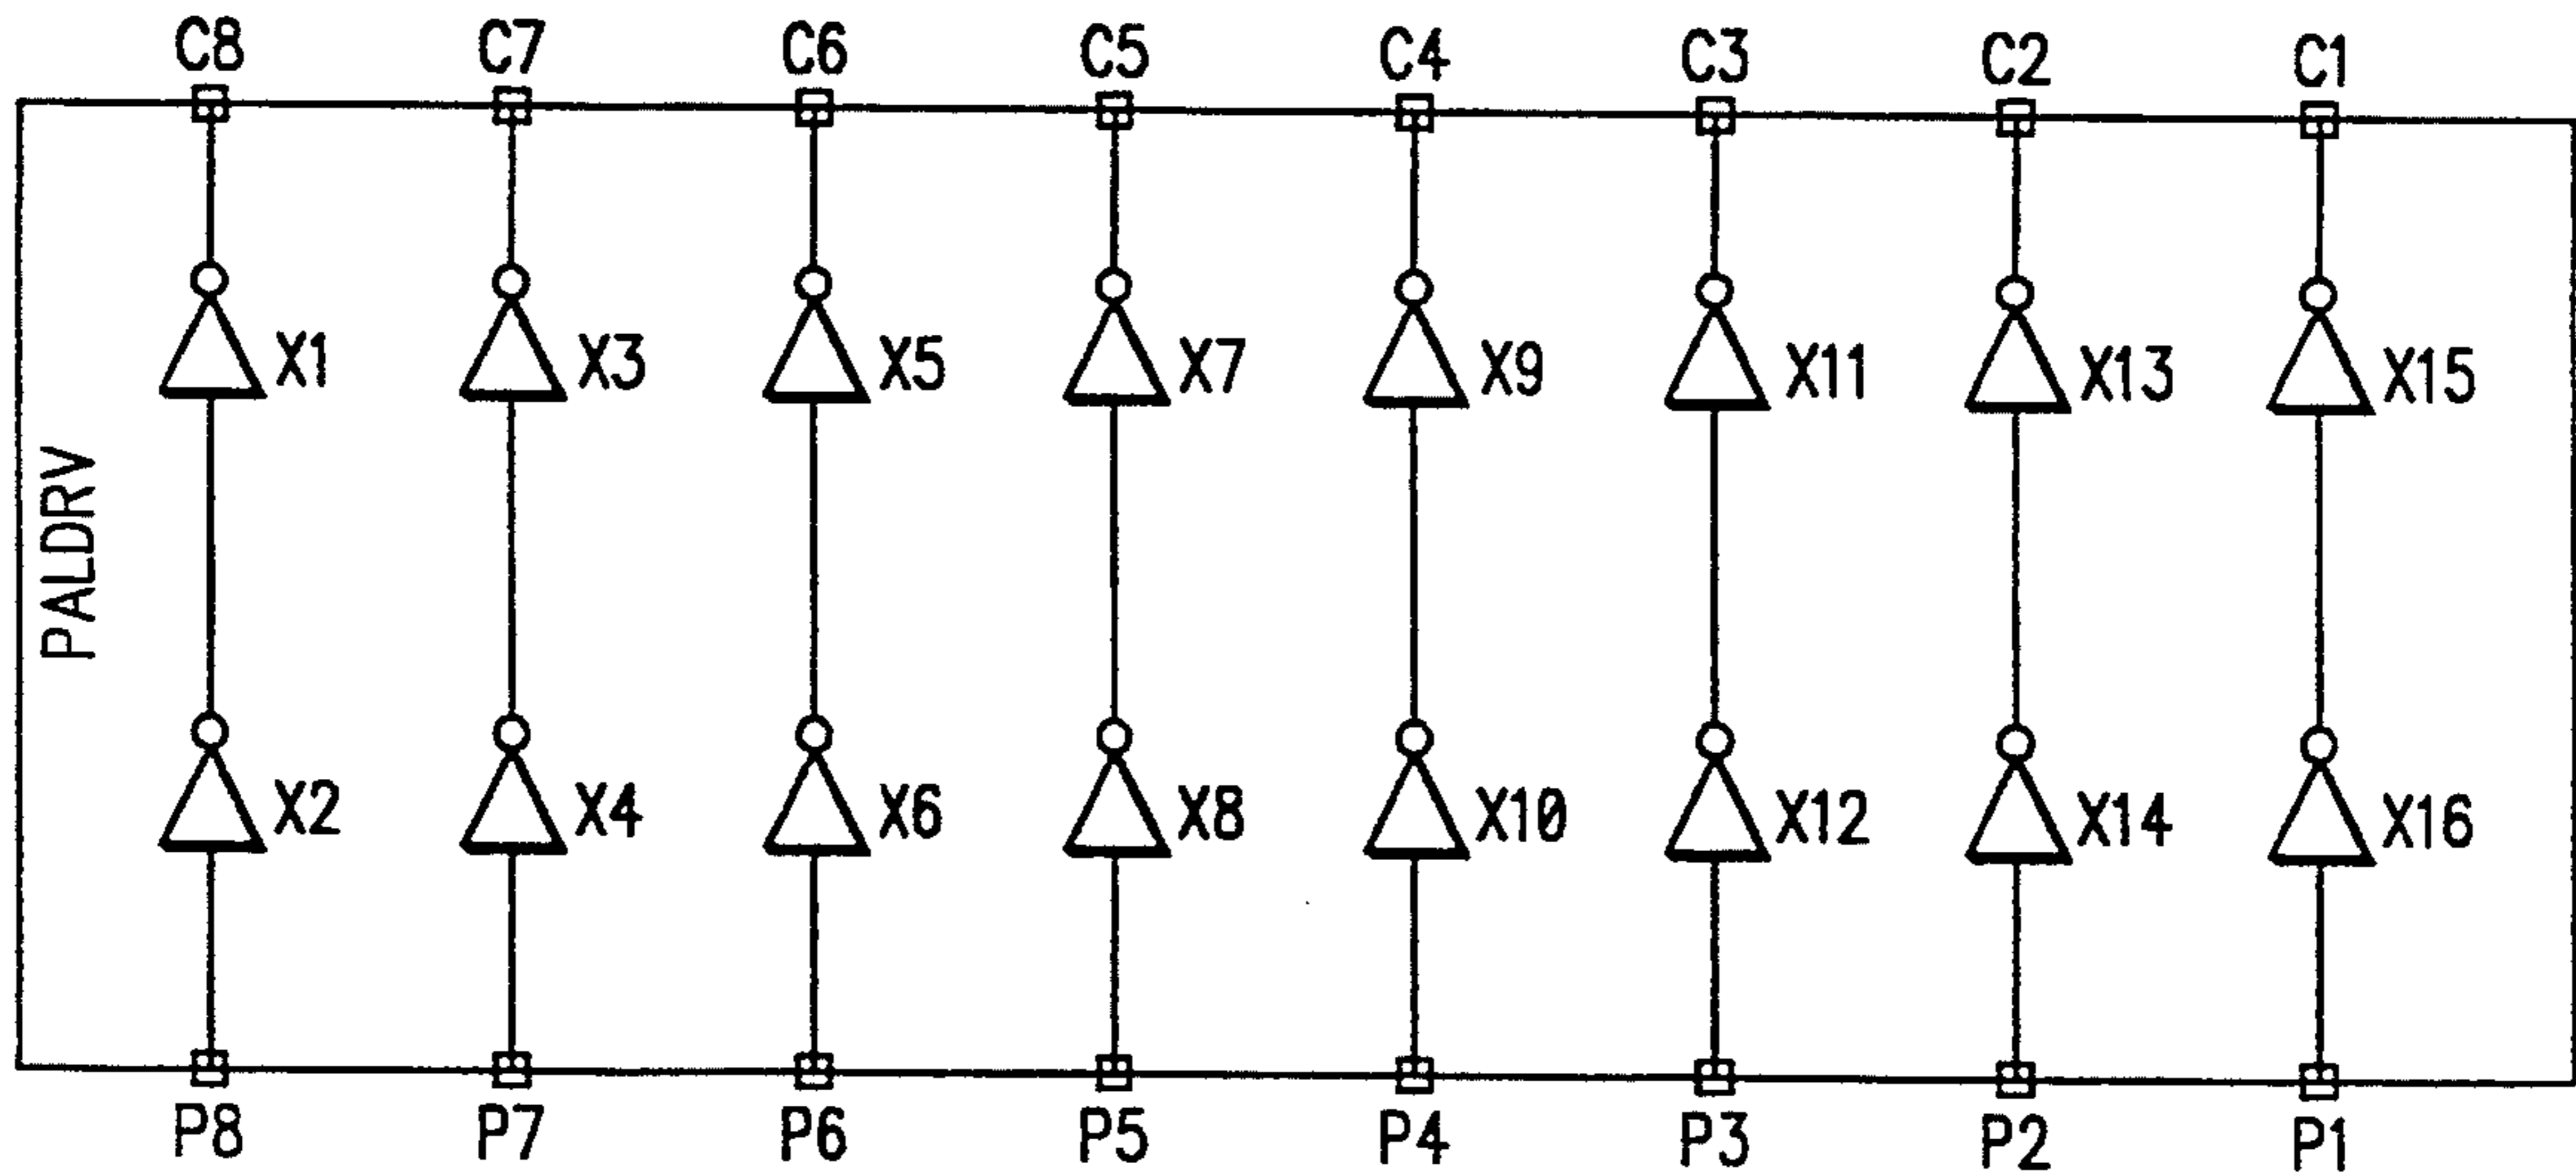 C8 C7 C6 C5 C4 C3 C2 C1
X1 X3 X5 X7 X9 X11 X13 X15
PALDRV
X2 X4 X6 X8 X10 X12 X14 X16
P8 P7 P6 P5 P4 P3 P2 P1